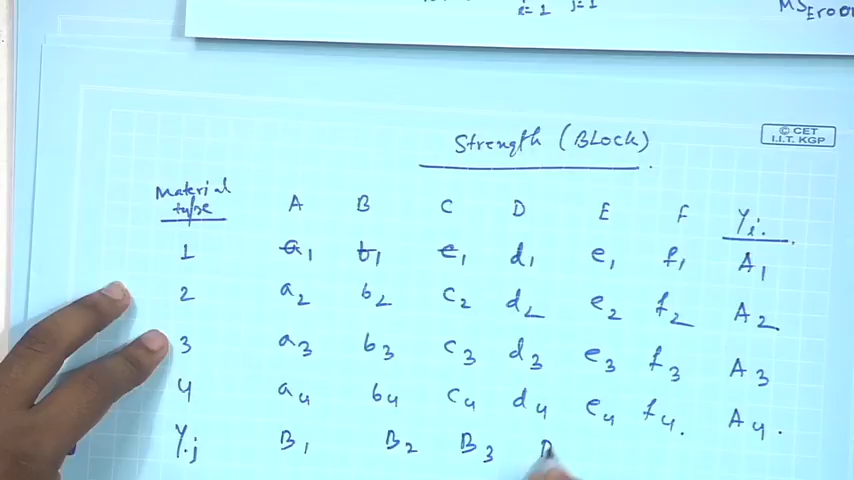 i=1 j=1
MSError
Strength (BLock)
© CET
I.I.T. KGP
Material type A B C D E F Yi.
1 a1 b1 c1 d1 e1 f1 A1
2 a2 b2 c2 d2 e2 f2 A2
3 a3 b3 c3 d3 e3 f3 A3
4 a4 b4 c4 d4 e4 f4. A4.
Y.j B1 B2 B3 B